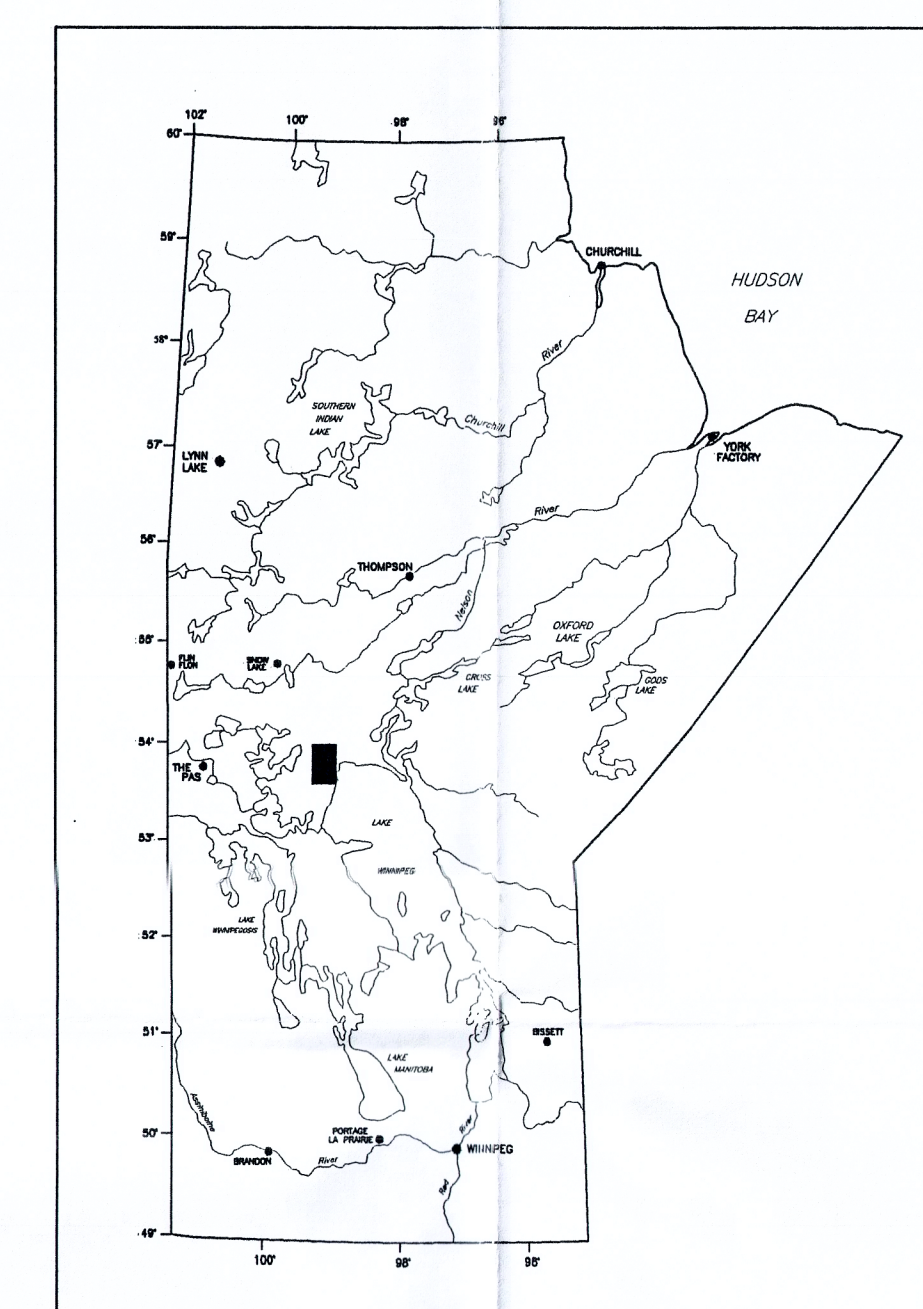 102°
100°
98°
96°
60°
59°
CHURCHILL
HUDSON
BAY
58°
River
SOUTHERN
INDIAN
LAKE
Churchill
57°
YORK
FACTORY
LYNN
LAKE
River
56°
THOMPSON
Nelson
OXFORD
LAKE
55°
FLIN
FLON
SNOW
LAKE
CROSS
LAKE
GODS
LAKE
54°
THE
PAS
53°
LAKE
WINNIPEG
LAKE
WINNIPEGOSIS
52°
51°
BISSETT
LAKE
MANITOBA
Assiniboine
50°
PORTAGE
LA PRAIRIE
River
WINNIPEG
BRANDON
River
Red
49°
100°
98°
96°